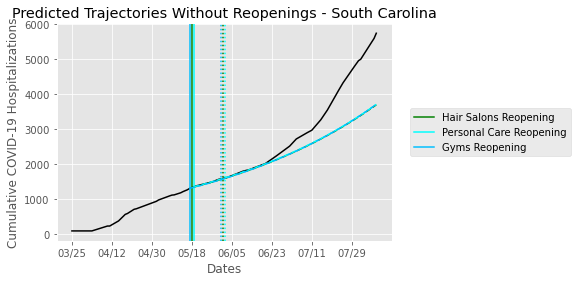 Predicted Trajectories Without Reopenings - South Carolina
Cumulative COVID-19 Hospitalizations
6000
5000
4000
3000
2000
1000
0
03/25 04/12 04/30 05/18 06/05 06/23 07/11 07/29
Dates
Hair Salons Reopening
Personal Care Reopening
Gyms Reopening